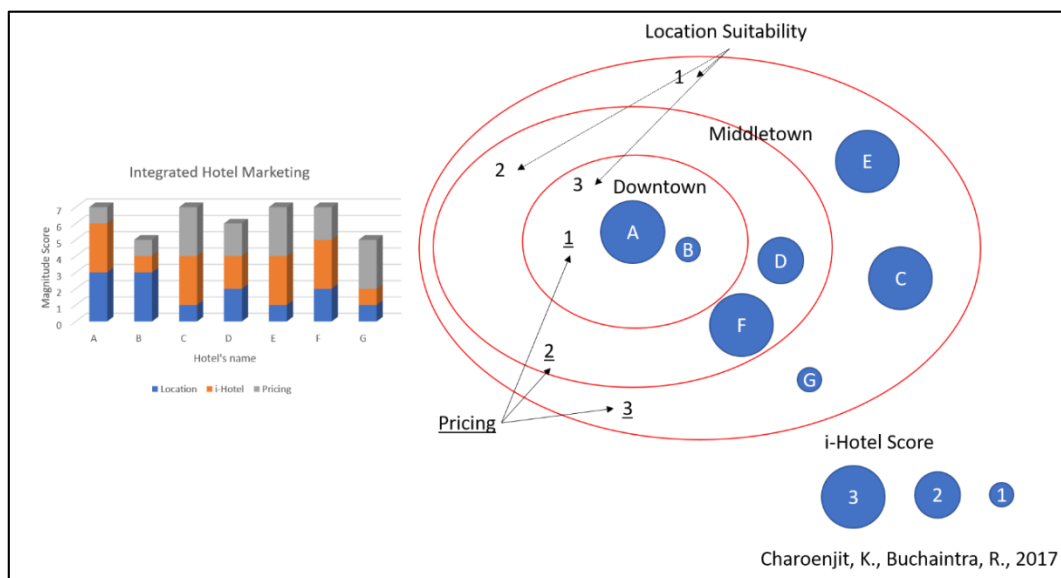 Integrated Hotel Marketing
Magnitude Score
7
6
5
4
3
2
1
0
A B C D E F G
Hotel's name
Location i-Hotel Pricing
Location Suitability
1
Middletown
E
2
3
Downtown
A
B
1
D
C
F
2
G
3
Pricing
i-Hotel Score
3 2 1
Charoenjit, K., Buchaintra, R., 2017